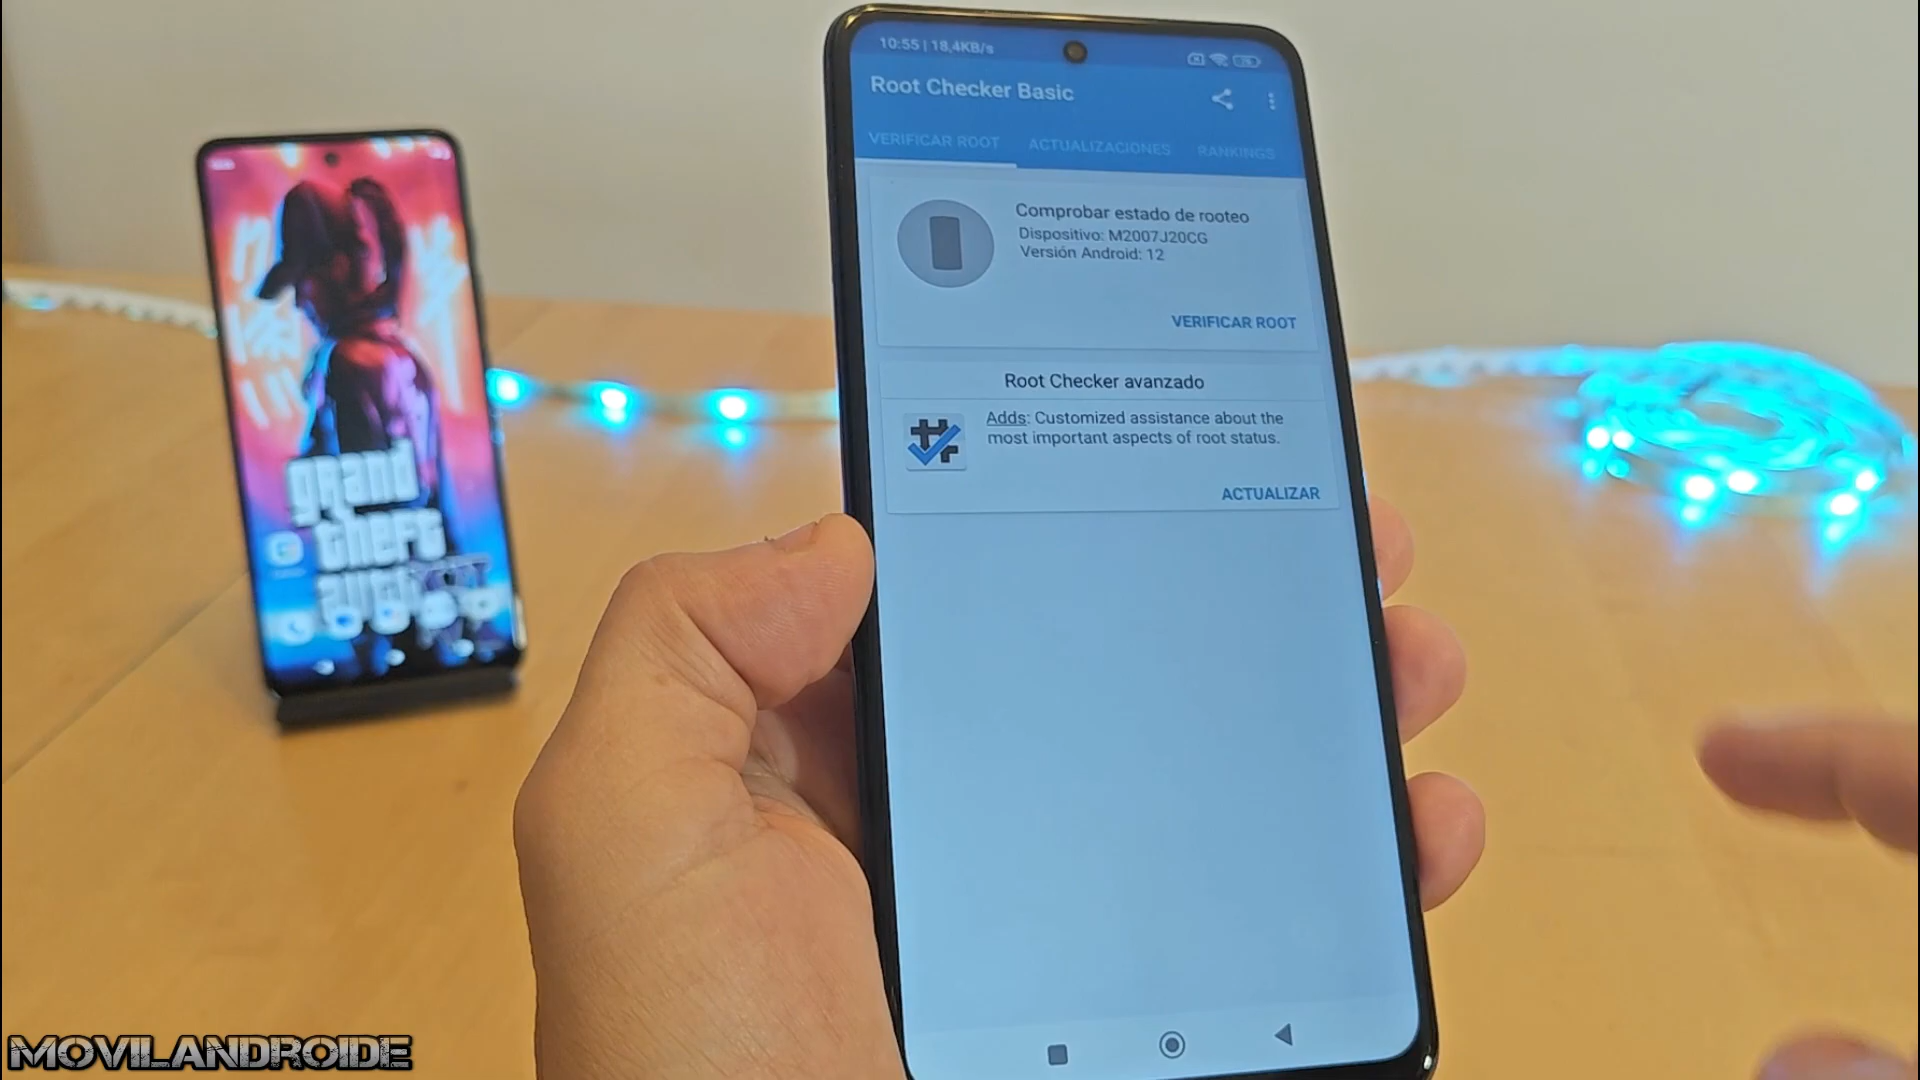 10:55 | 18,4KB/s
Root Checker Basic
VERIFICAR ROOT
ACTUALIZACIONES
RANKINGS
Comprobar estado de rooteo
Dispositivo: M2007J20CG
Versión Android: 12
VERIFICAR ROOT
Root Checker avanzado
Adds: Customized assistance about the
most important aspects of root status.
ACTUALIZAR
grand
theft
MOVILANDROIDE